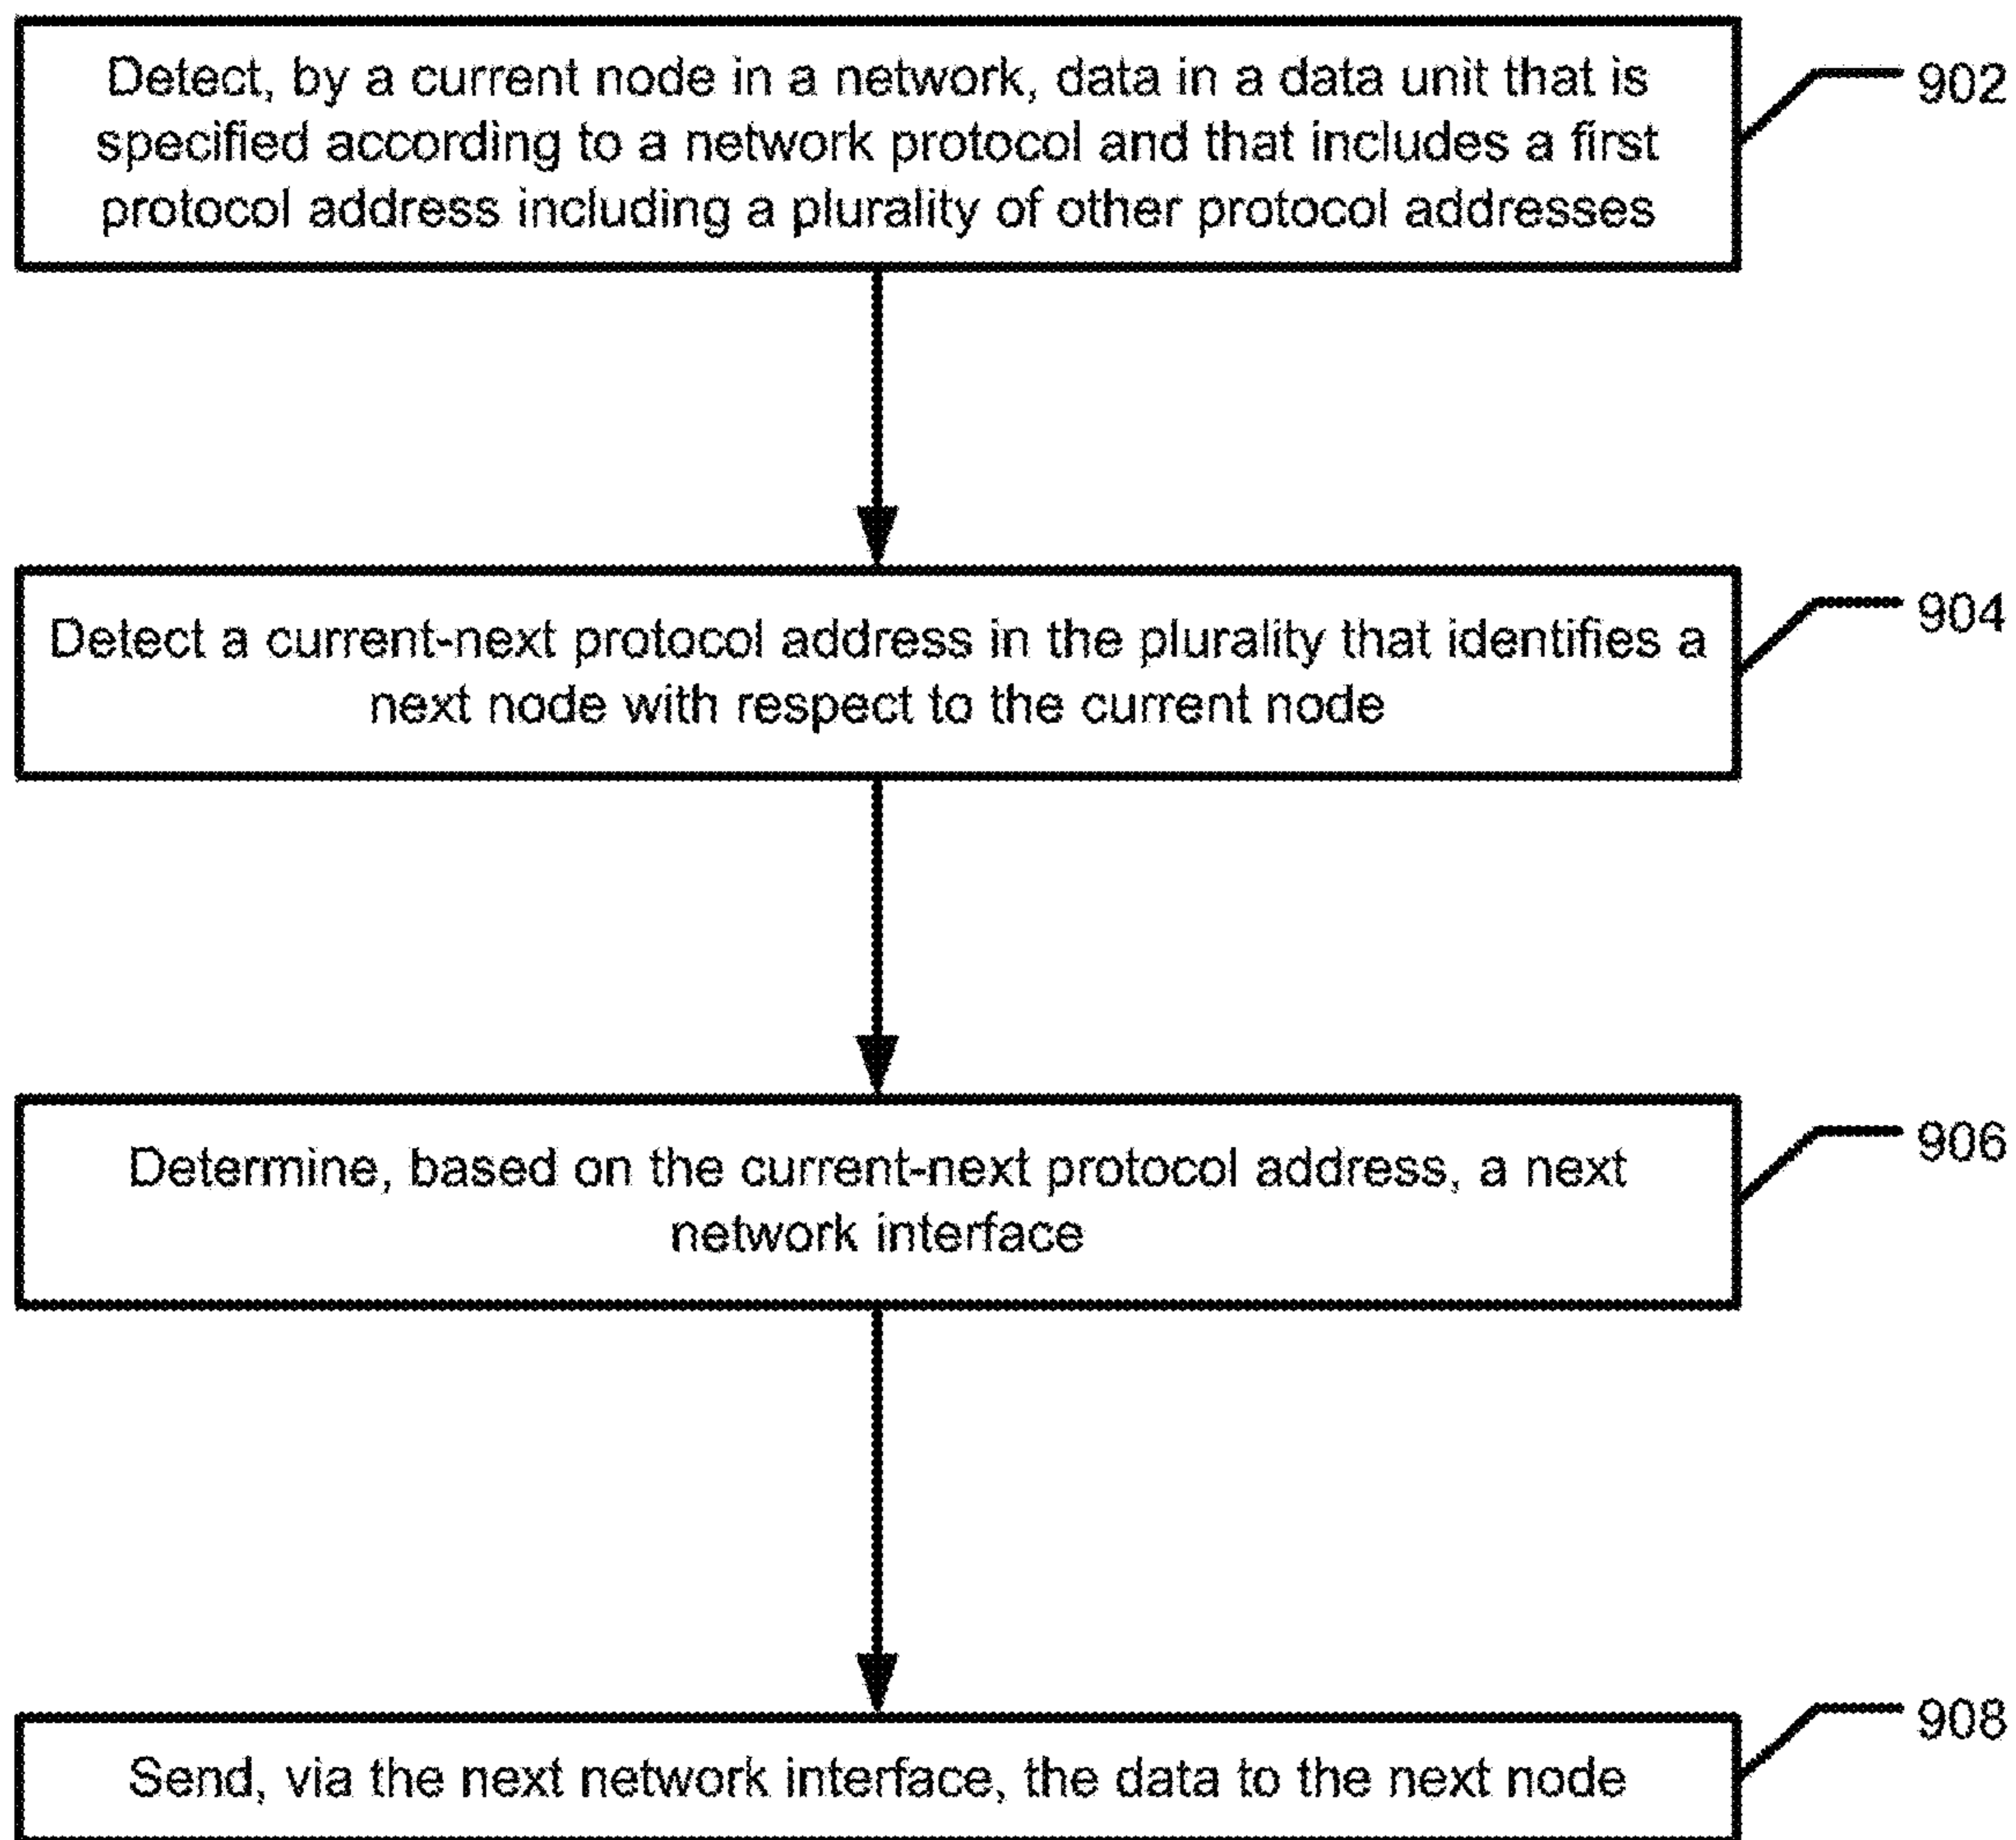 Detect, by a current node in a network, data in a data unit that is
specified according to a network protocol and that includes a first
protocol address including a plurality of other protocol addresses
902
Detect a current-next protocol address in the plurality that identifies a
next node with respect to the current node
904
Determine, based on the current-next protocol address, a next
network interface
906
Send, via the next network interface, the data to the next node
908